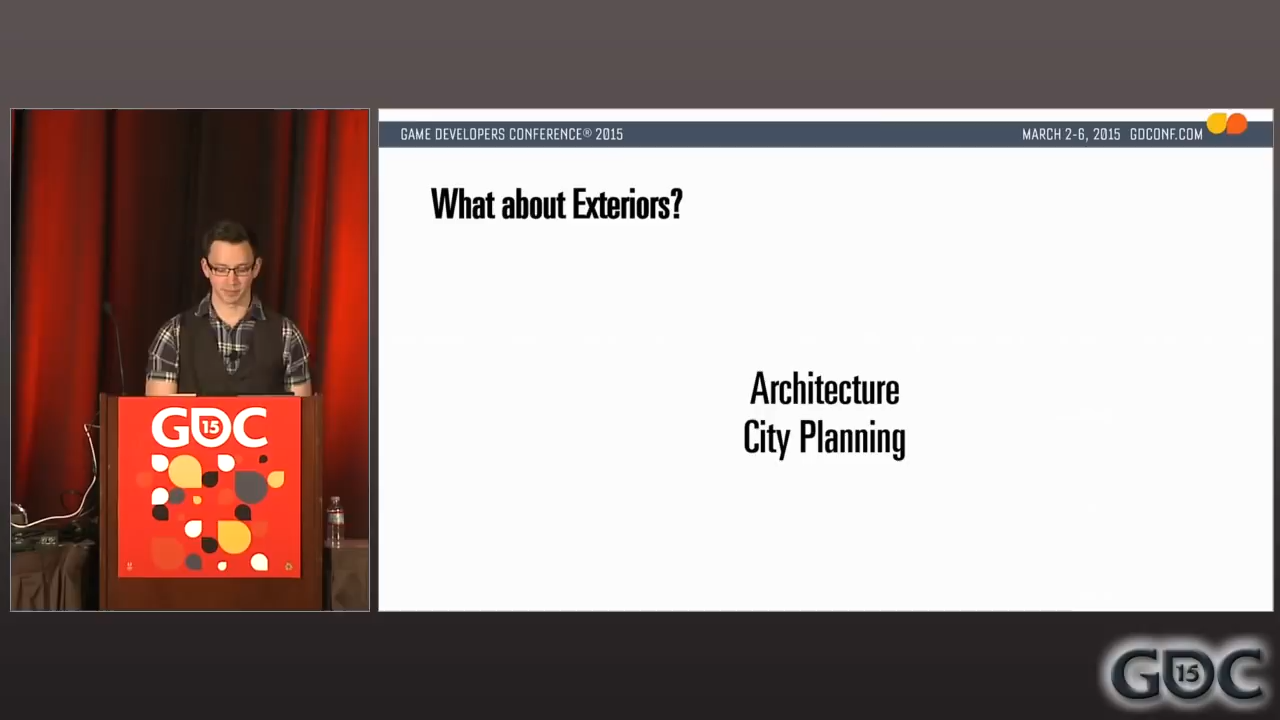 GAME DEVELOPERS CONFERENCE® 2015
MARCH 2-6, 2015 GDCONF.COM
What about Exteriors?
Architecture
City Planning
GDC
15
GDC
15